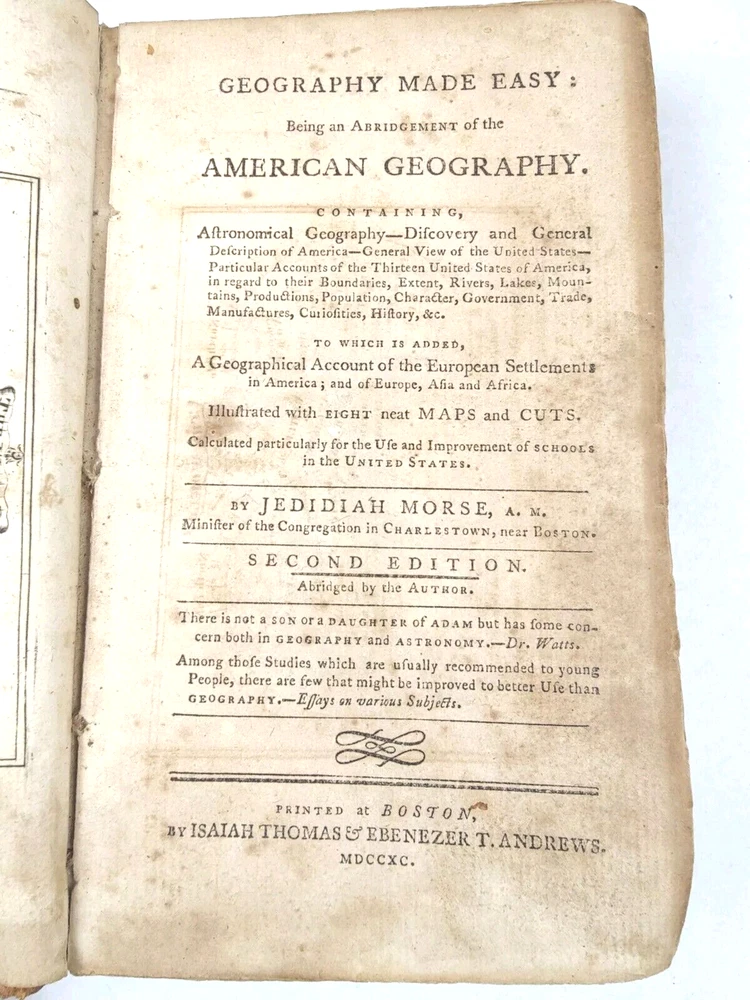 GEOGRAPHY MADE EASY:
Being an ABRIDGEMENT of the
AMERICAN GEOGRAPHY.
CONTAINING,
Aſtronomical Geography—Diſcovery and General
Deſcription of America—General View of the United States—
Particular Accounts of the Thirteen United States of America,
in regard to their Boundaries, Extent, Rivers, Lakes, Moun-
tains, Productions, Population, Character, Government, Trade,
Manufactures, Curioſities, Hiſtory, &c.
TO WHICH IS ADDED,
A Geographical Account of the European Settlements
in America; and of Europe, Aſia and Africa.
Illuſtrated with EIGHT neat MAPS and CUTS.
Calculated particularly for the Uſe and Improvement of SCHOOLS
in the UNITED STATES.
BY JEDIDIAH MORSE, A. M.
Miniſter of the Congregation in CHARLESTOWN, near BOSTON.
SECOND EDITION.
Abridged by the AUTHOR.
There is not a SON or a DAUGHTER of ADAM but has ſome con-
cern both in GEOGRAPHY and ASTRONOMY.—Dr. Watts.
Among thoſe Studies which are uſually recommended to young
People, there are few that might be improved to better Uſe than
GEOGRAPHY.—Eſſays on various Subjects.
PRINTED at BOSTON,
BY ISAIAH THOMAS & EBENEZER T. ANDREWS.
MDCCXC.